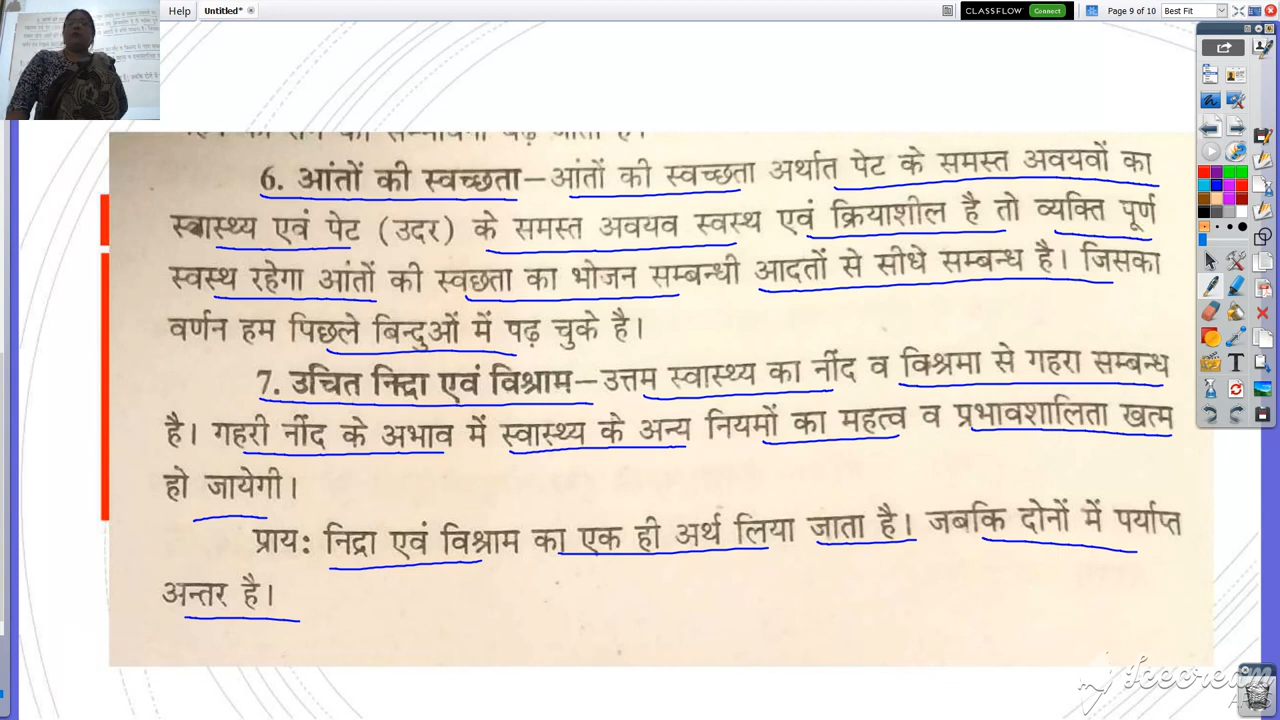 Help Untitled* CLASSFLOW Connect Page 9 of 10 Best Fit
6. आंतों की स्वच्छता–आंतों की स्वच्छता अर्थात पेट के समस्त अवयवों का
स्वास्थ्य एवं पेट (उदर) के समस्त अवयव स्वस्थ एवं क्रियाशील है तो व्यक्ति पूर्ण
स्वस्थ रहेगा आंतों की स्वछता का भोजन सम्बन्धी आदतों से सीधे सम्बन्ध है। जिसका
वर्णन हम पिछले बिन्दुओं में पढ़ चुके है।
7. उचित निद्रा एवं विश्राम–उत्तम स्वास्थ्य का नींद व विश्रमा से गहरा सम्बन्ध
है। गहरी नींद के अभाव में स्वास्थ्य के अन्य नियमों का महत्व व प्रभावशालिता खत्म
हो जायेगी।
प्राय: निद्रा एवं विश्राम का एक ही अर्थ लिया जाता है। जबकि दोनों में पर्याप्त
अन्तर है।
Icecream
APPS